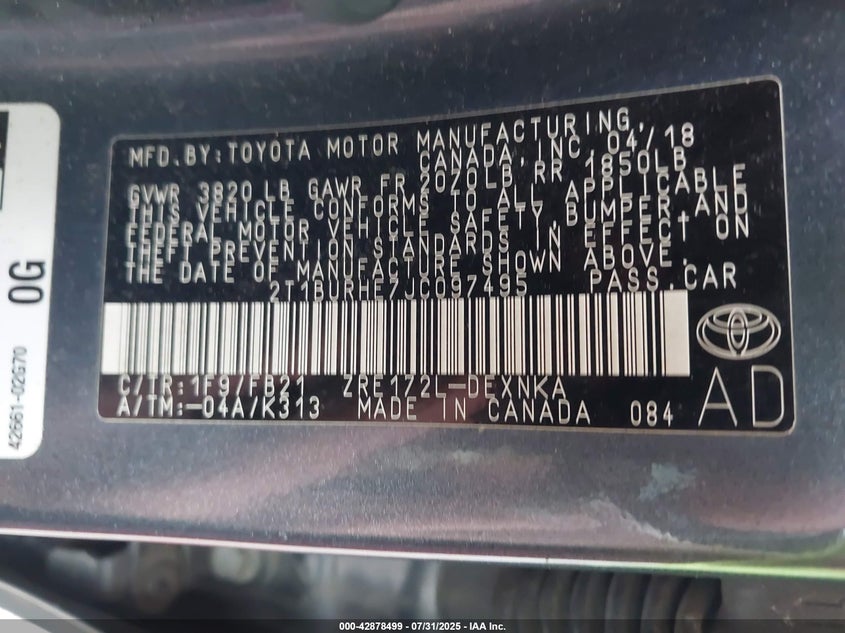 MFD.BY:TOYOTA MOTOR MANUFACTURING,
CANADA, INC. 04/18
GVWR 3820 LB GAWR FR 2020LB RR 1850LB
THIS VEHICLE CONFORMS TO ALL APPLICABLE
FEDERAL MOTOR VEHICLE SAFETY, BUMPER AND
THEFT PREVENTION STANDARDS IN EFFECT ON
THE DATE OF MANUFACTURE SHOWN ABOVE.
2T1BURHE7JC097495 PASS.CAR
C/TR:1F9/FB21 ZRE172L-DEXNKA
A/TM:-04A/K313 MADE IN CANADA 084
AD
0G
42661-02G70
000-42878499 | 07/31/2025 - IAA Inc.